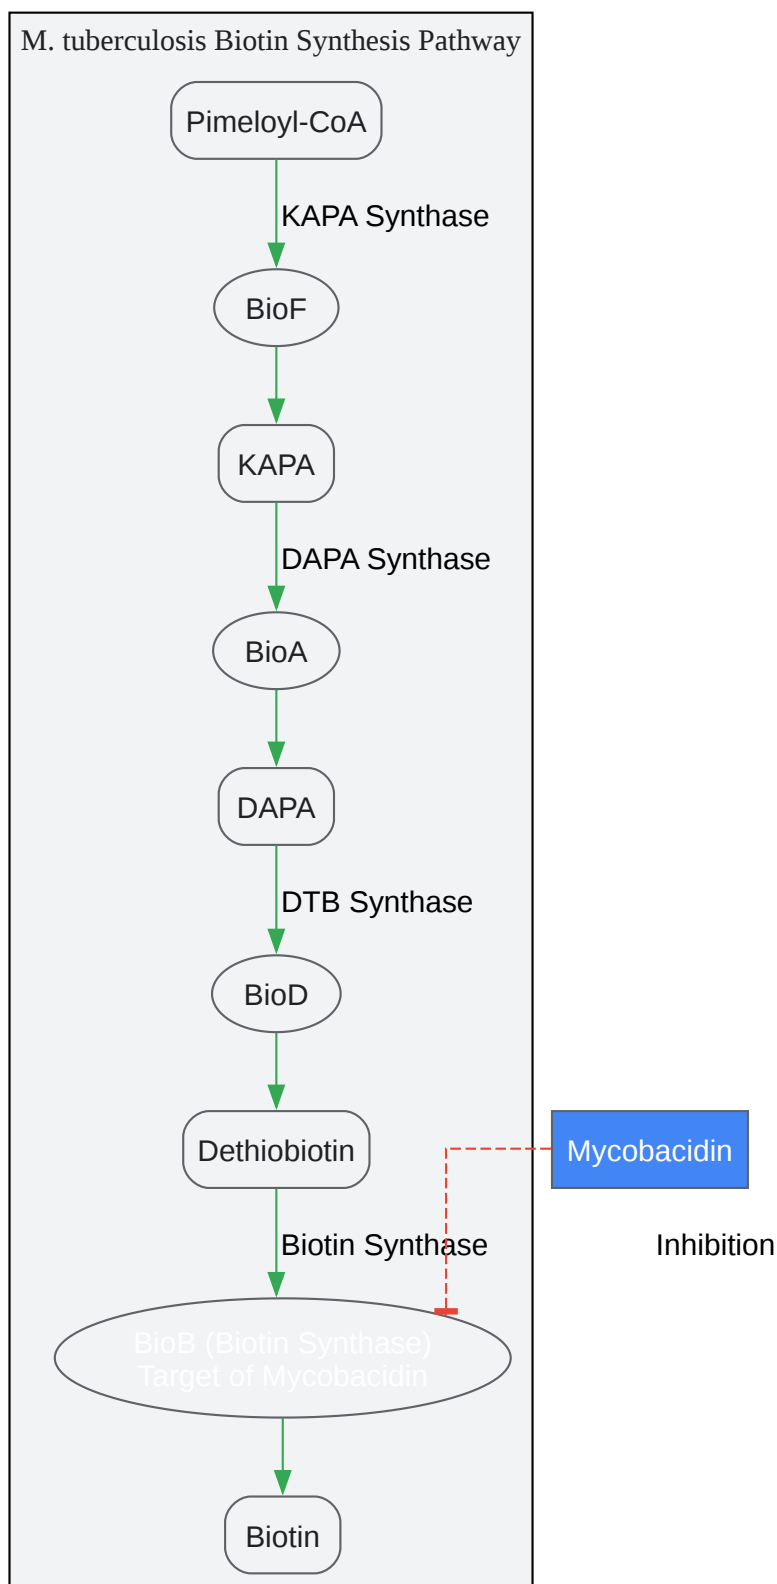 M. tuberculosis Biotin Synthesis Pathway
Pimeloyl-CoA
KAPA Synthase
BioF
KAPA
DAPA Synthase
BioA
DAPA
DTB Synthase
BioD
Dethiobiotin
Mycobacidin
Biotin Synthase
Inhibition
BioB (Biotin Synthase)
Target of Mycobacidin
Biotin